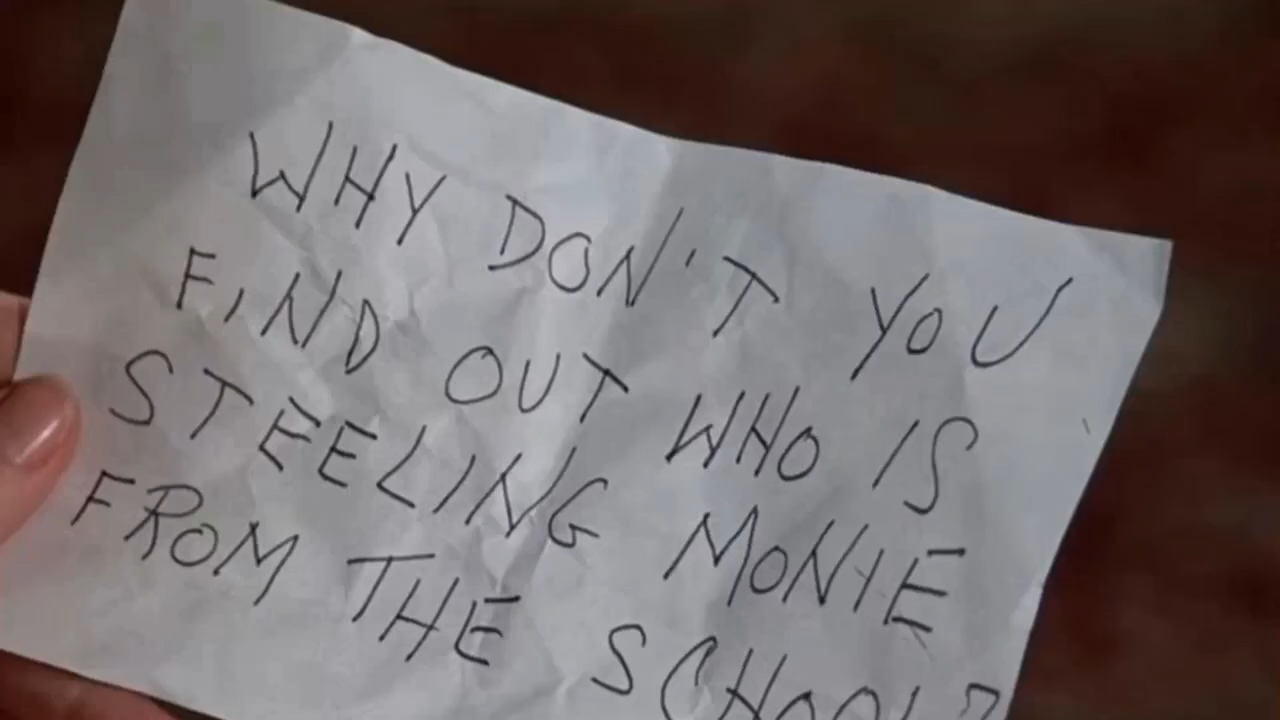 WHY DON'T YOU
FIND OUT WHO IS
STEELING MONIE
FROM THE SCHOOL?